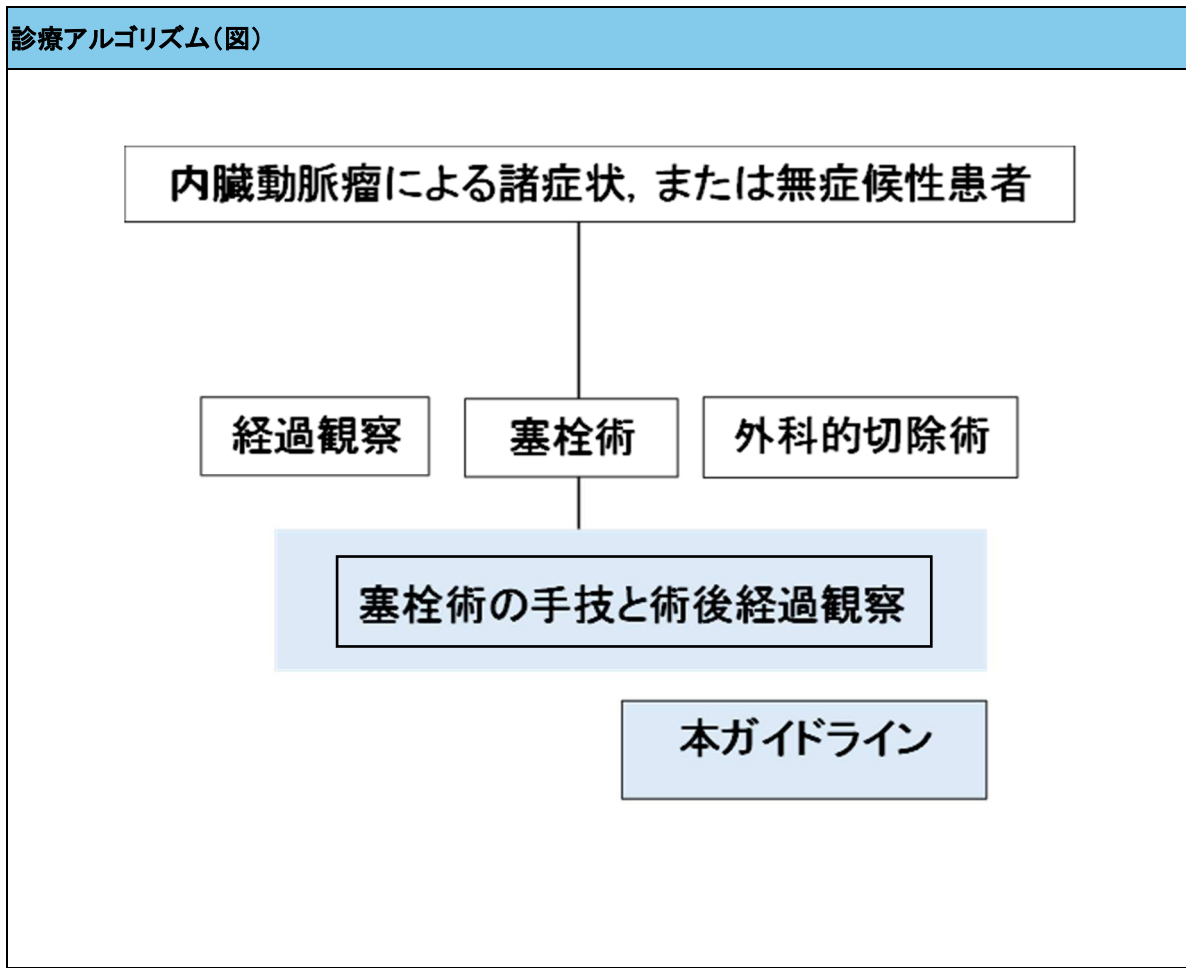 診療アルゴリズム(図)
内臓動脈瘤による諸症状, または無症候性患者
経過観察
塞栓術
外科的切除術
塞栓術の手技と術後経過観察
本ガイドライン